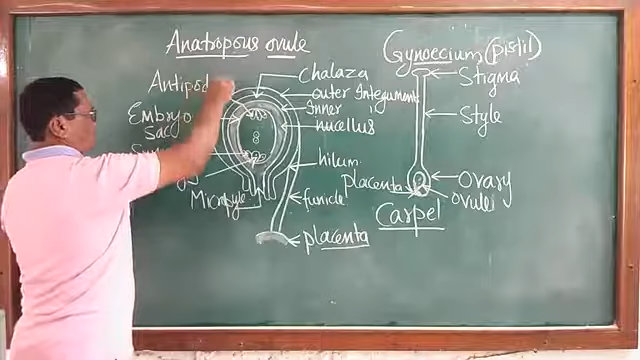 Anatropous ovule
Chalaza
outer Integument
Inner "
nucellus
Embryo
Sac
hilum
funicle
Micropyle
placenta
Gynoecium (pistil)
Stigma
Style
Ovary
ovule
placenta
Carpel